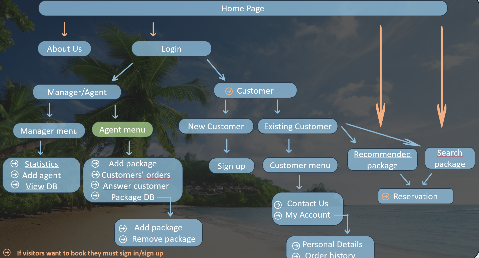 Home Page
About Us
Login
Manager/Agent
Customer
Manager menu
Agent menu
New Customer
Existing Customer
Recommended
package
Search
package
Statistics
Add agent
View DB
Add package
Customers' orders
Answer customer
Package DB
Sign up
Customer menu
Reservation
Contact Us
My Account
Add package
Remove package
Personal Details
Order history
If visitors want to book they must sign in/sign up